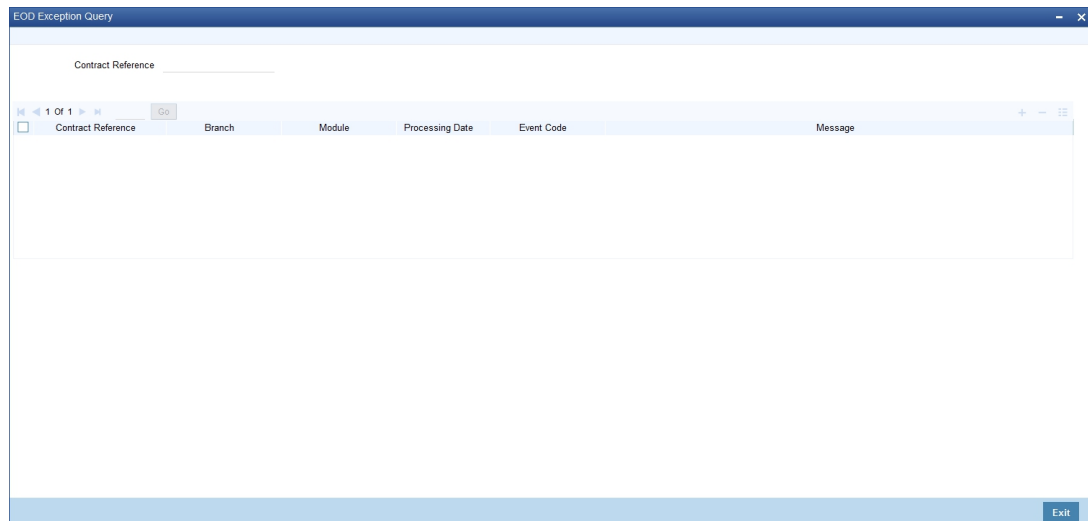 EOD Exception Query
Contract Reference
1 Of 1 Go
Contract Reference Branch Module Processing Date Event Code Message
Exit